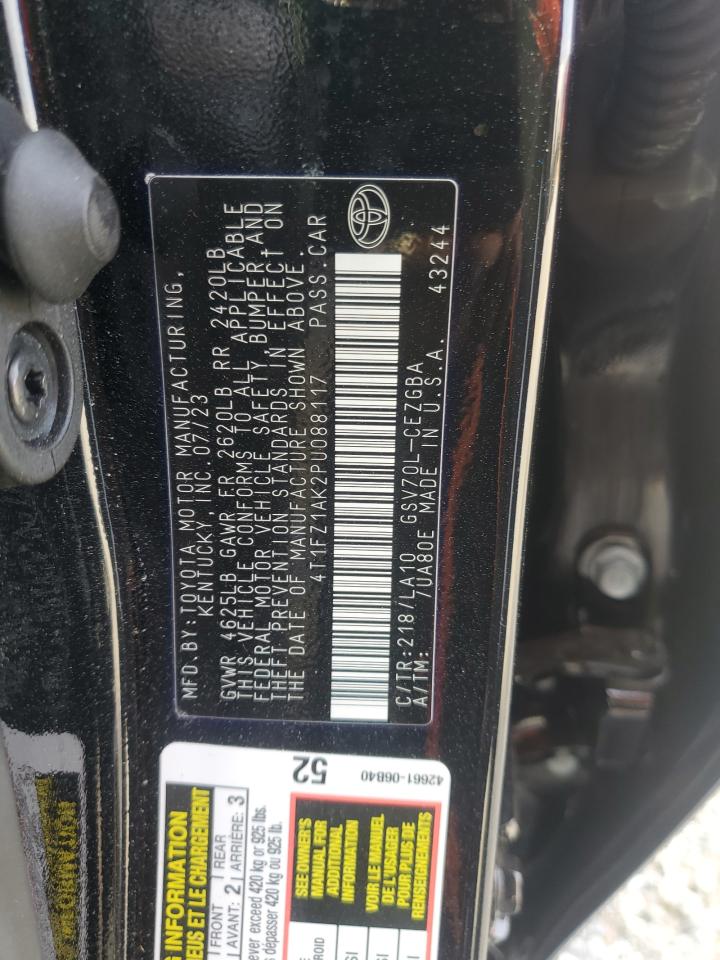 MFD.BY:TOYOTA MOTOR MANUFACTURING,
KENTUCKY, INC. 07/23
GVWR 4625LB GAWR FR 2620LB RR 2420LB
THIS VEHICLE CONFORMS TO ALL APPLICABLE
FEDERAL MOTOR VEHICLE SAFETY, BUMPER, AND
THEFT PREVENTION STANDARDS IN EFFECT ON
THE DATE OF MANUFACTURE SHOWN ABOVE.
4T1FZ1AK2PU088117 PASS.CAR
C/TR:218/LA10 GSV70L-CEZGBA
A/TM: /UA80E MADE IN U.S.A. 43244
52
42661-06B40
G INFORMATION
NEUS ET LE CHARGEMENT
FRONT
AVANT: 2
REAR
ARRIÈRE: 3
never exceed 420 kg or 925 lbs.
s dépasser 420 kg ou 925 lb.
SEE OWNER'S
MANUAL FOR
ADDITIONAL
INFORMATION
VOIR LE MANUEL
DE L'USAGER
POUR PLUS DE
RENSEIGNEMENTS